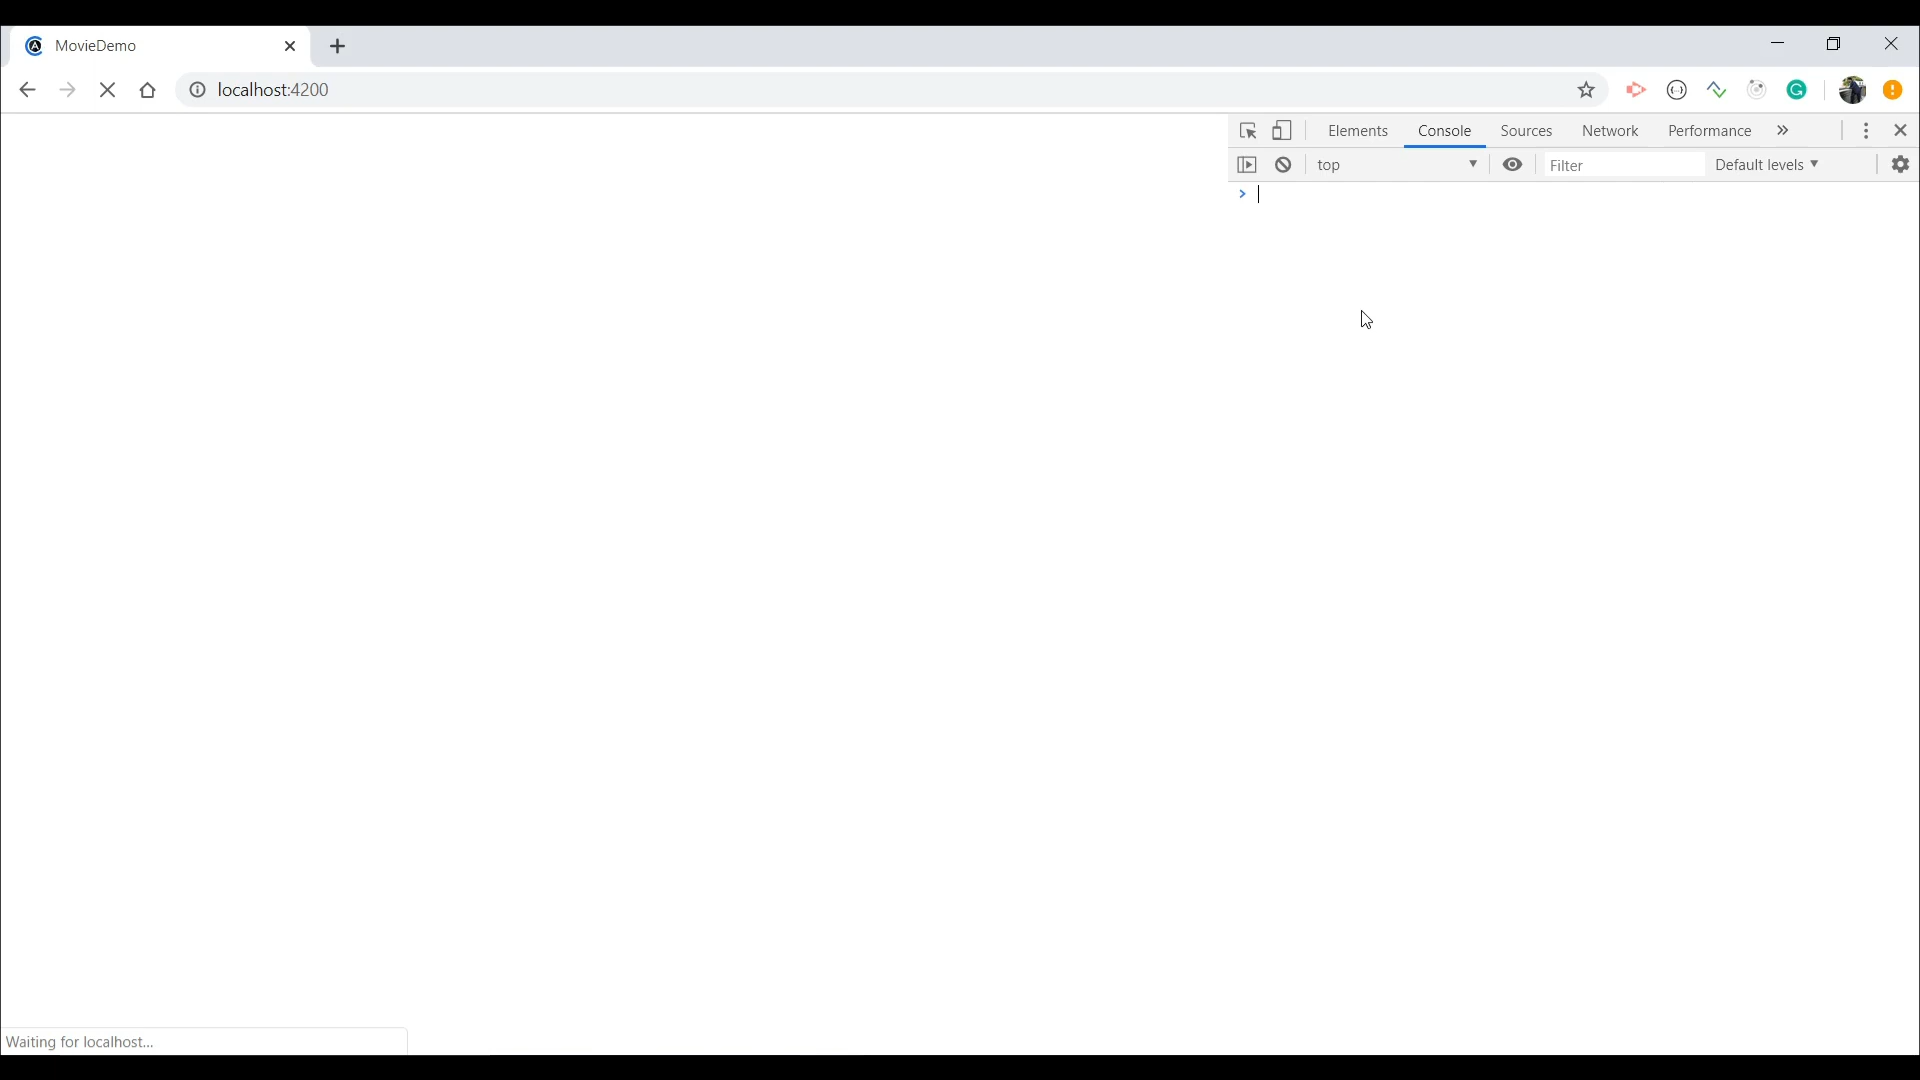 MovieDemo
localhost:4200
Elements Console Sources Network Performance
top Filter Default levels
Waiting for localhost...